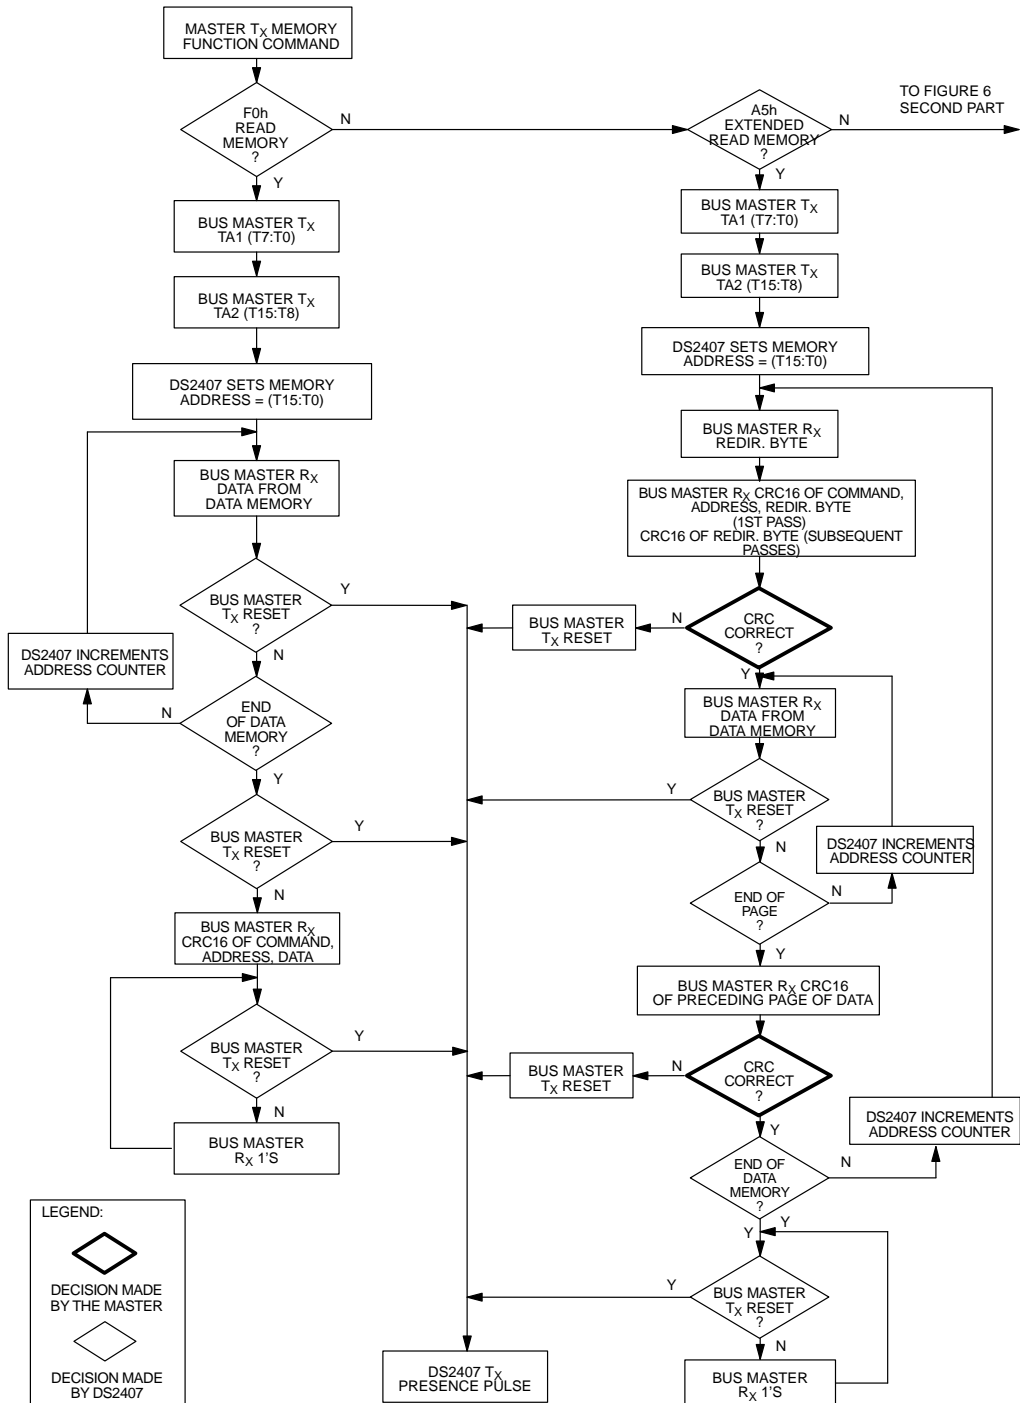 MASTER TX MEMORY
FUNCTION COMMAND
F0h
READ
MEMORY
?
N
Y
BUS MASTER TX
TA1 (T7:T0)
BUS MASTER TX
TA2 (T15:T8)
DS2407 SETS MEMORY
ADDRESS = (T15:T0)
BUS MASTER RX
DATA FROM
DATA MEMORY
BUS MASTER
TX RESET
?
Y
N
DS2407 INCREMENTS
ADDRESS COUNTER
END
OF DATA
MEMORY
?
N
Y
BUS MASTER
TX RESET
?
Y
N
BUS MASTER RX
CRC16 OF COMMAND,
ADDRESS, DATA
BUS MASTER
TX RESET
?
Y
N
BUS MASTER
RX 1'S
A5h
EXTENDED
READ MEMORY
?
N
Y
TO FIGURE 6
SECOND PART
BUS MASTER TX
TA1 (T7:T0)
BUS MASTER TX
TA2 (T15:T8)
DS2407 SETS MEMORY
ADDRESS = (T15:T0)
BUS MASTER RX
REDIR. BYTE
BUS MASTER RX CRC16 OF COMMAND,
ADDRESS, REDIR. BYTE
(1ST PASS)
CRC16 OF REDIR. BYTE (SUBSEQUENT
PASSES)
CRC
CORRECT
?
N
Y
BUS MASTER
TX RESET
BUS MASTER RX
DATA FROM
DATA MEMORY
BUS MASTER
TX RESET
?
Y
N
DS2407 INCREMENTS
ADDRESS COUNTER
END OF
PAGE
?
N
Y
BUS MASTER RX CRC16
OF PRECEDING PAGE OF DATA
CRC
CORRECT
?
N
Y
BUS MASTER
TX RESET
DS2407 INCREMENTS
ADDRESS COUNTER
END OF
DATA
MEMORY
?
N
Y
Y
BUS MASTER
TX RESET
?
Y
N
BUS MASTER
RX 1'S
DS2407 TX
PRESENCE PULSE
LEGEND:
DECISION MADE
BY THE MASTER
DECISION MADE
BY DS2407